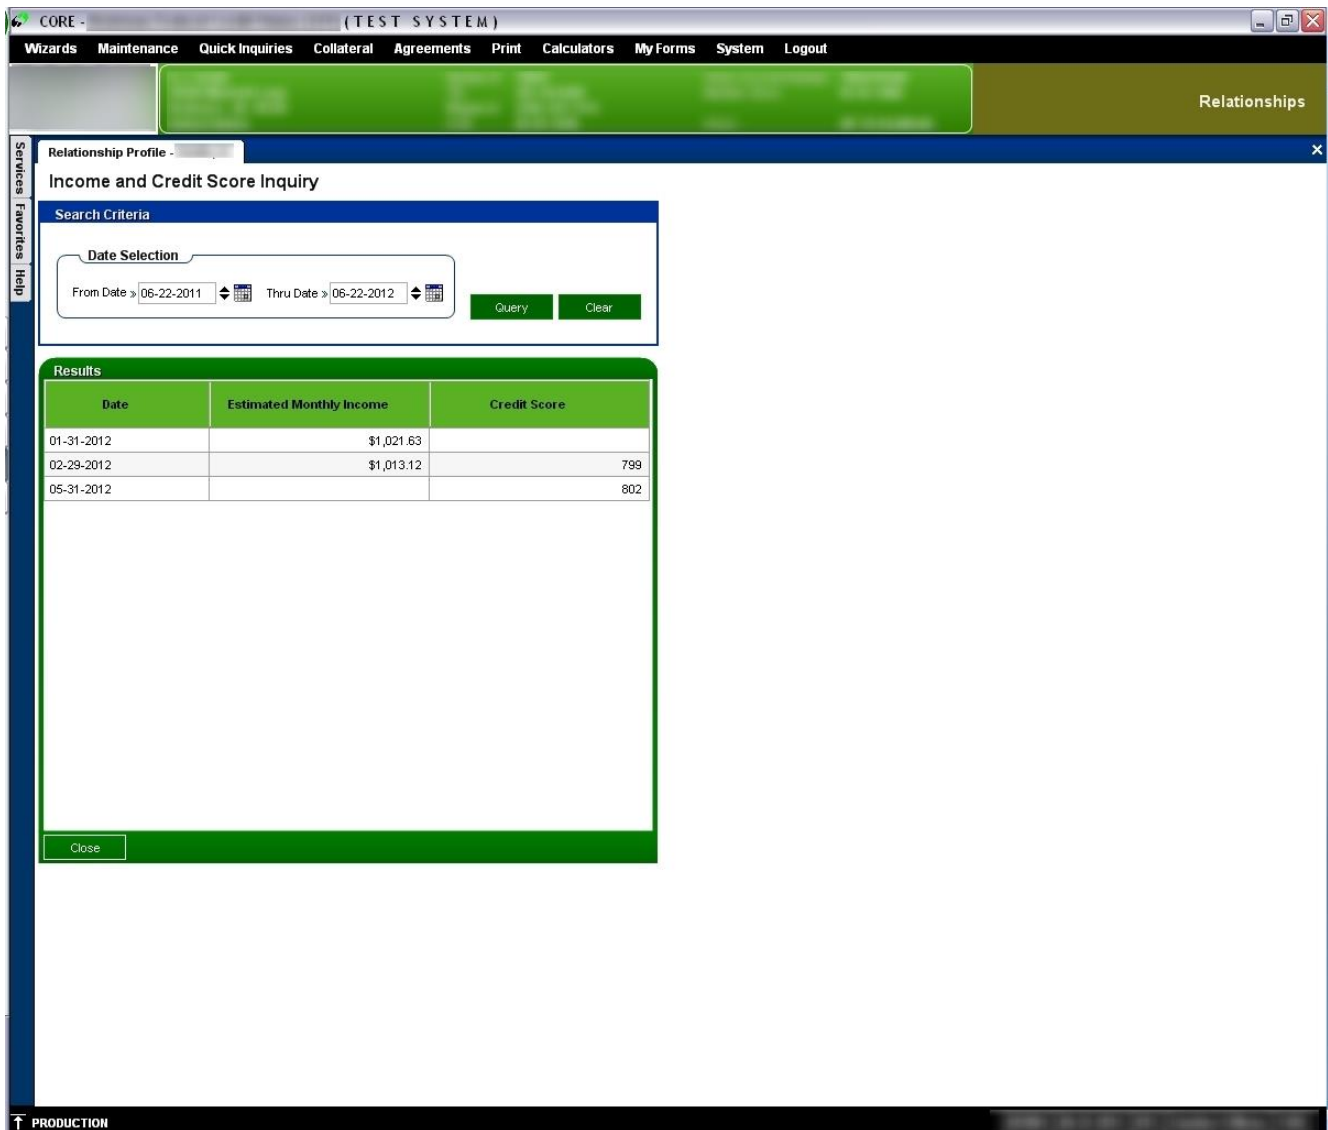 CORE - (TEST SYSTEM)
Wizards Maintenance Quick Inquiries Collateral Agreements Print Calculators My Forms System Logout
Relationships
Services
Favorites
Help
Relationship Profile -
Income and Credit Score Inquiry
Search Criteria
Date Selection
From Date » 06-22-2011 Thru Date » 06-22-2012
Query Clear
Results
Date Estimated Monthly Income Credit Score
01-31-2012 $1,021.63
02-29-2012 $1,013.12 799
05-31-2012 802
Close
PRODUCTION